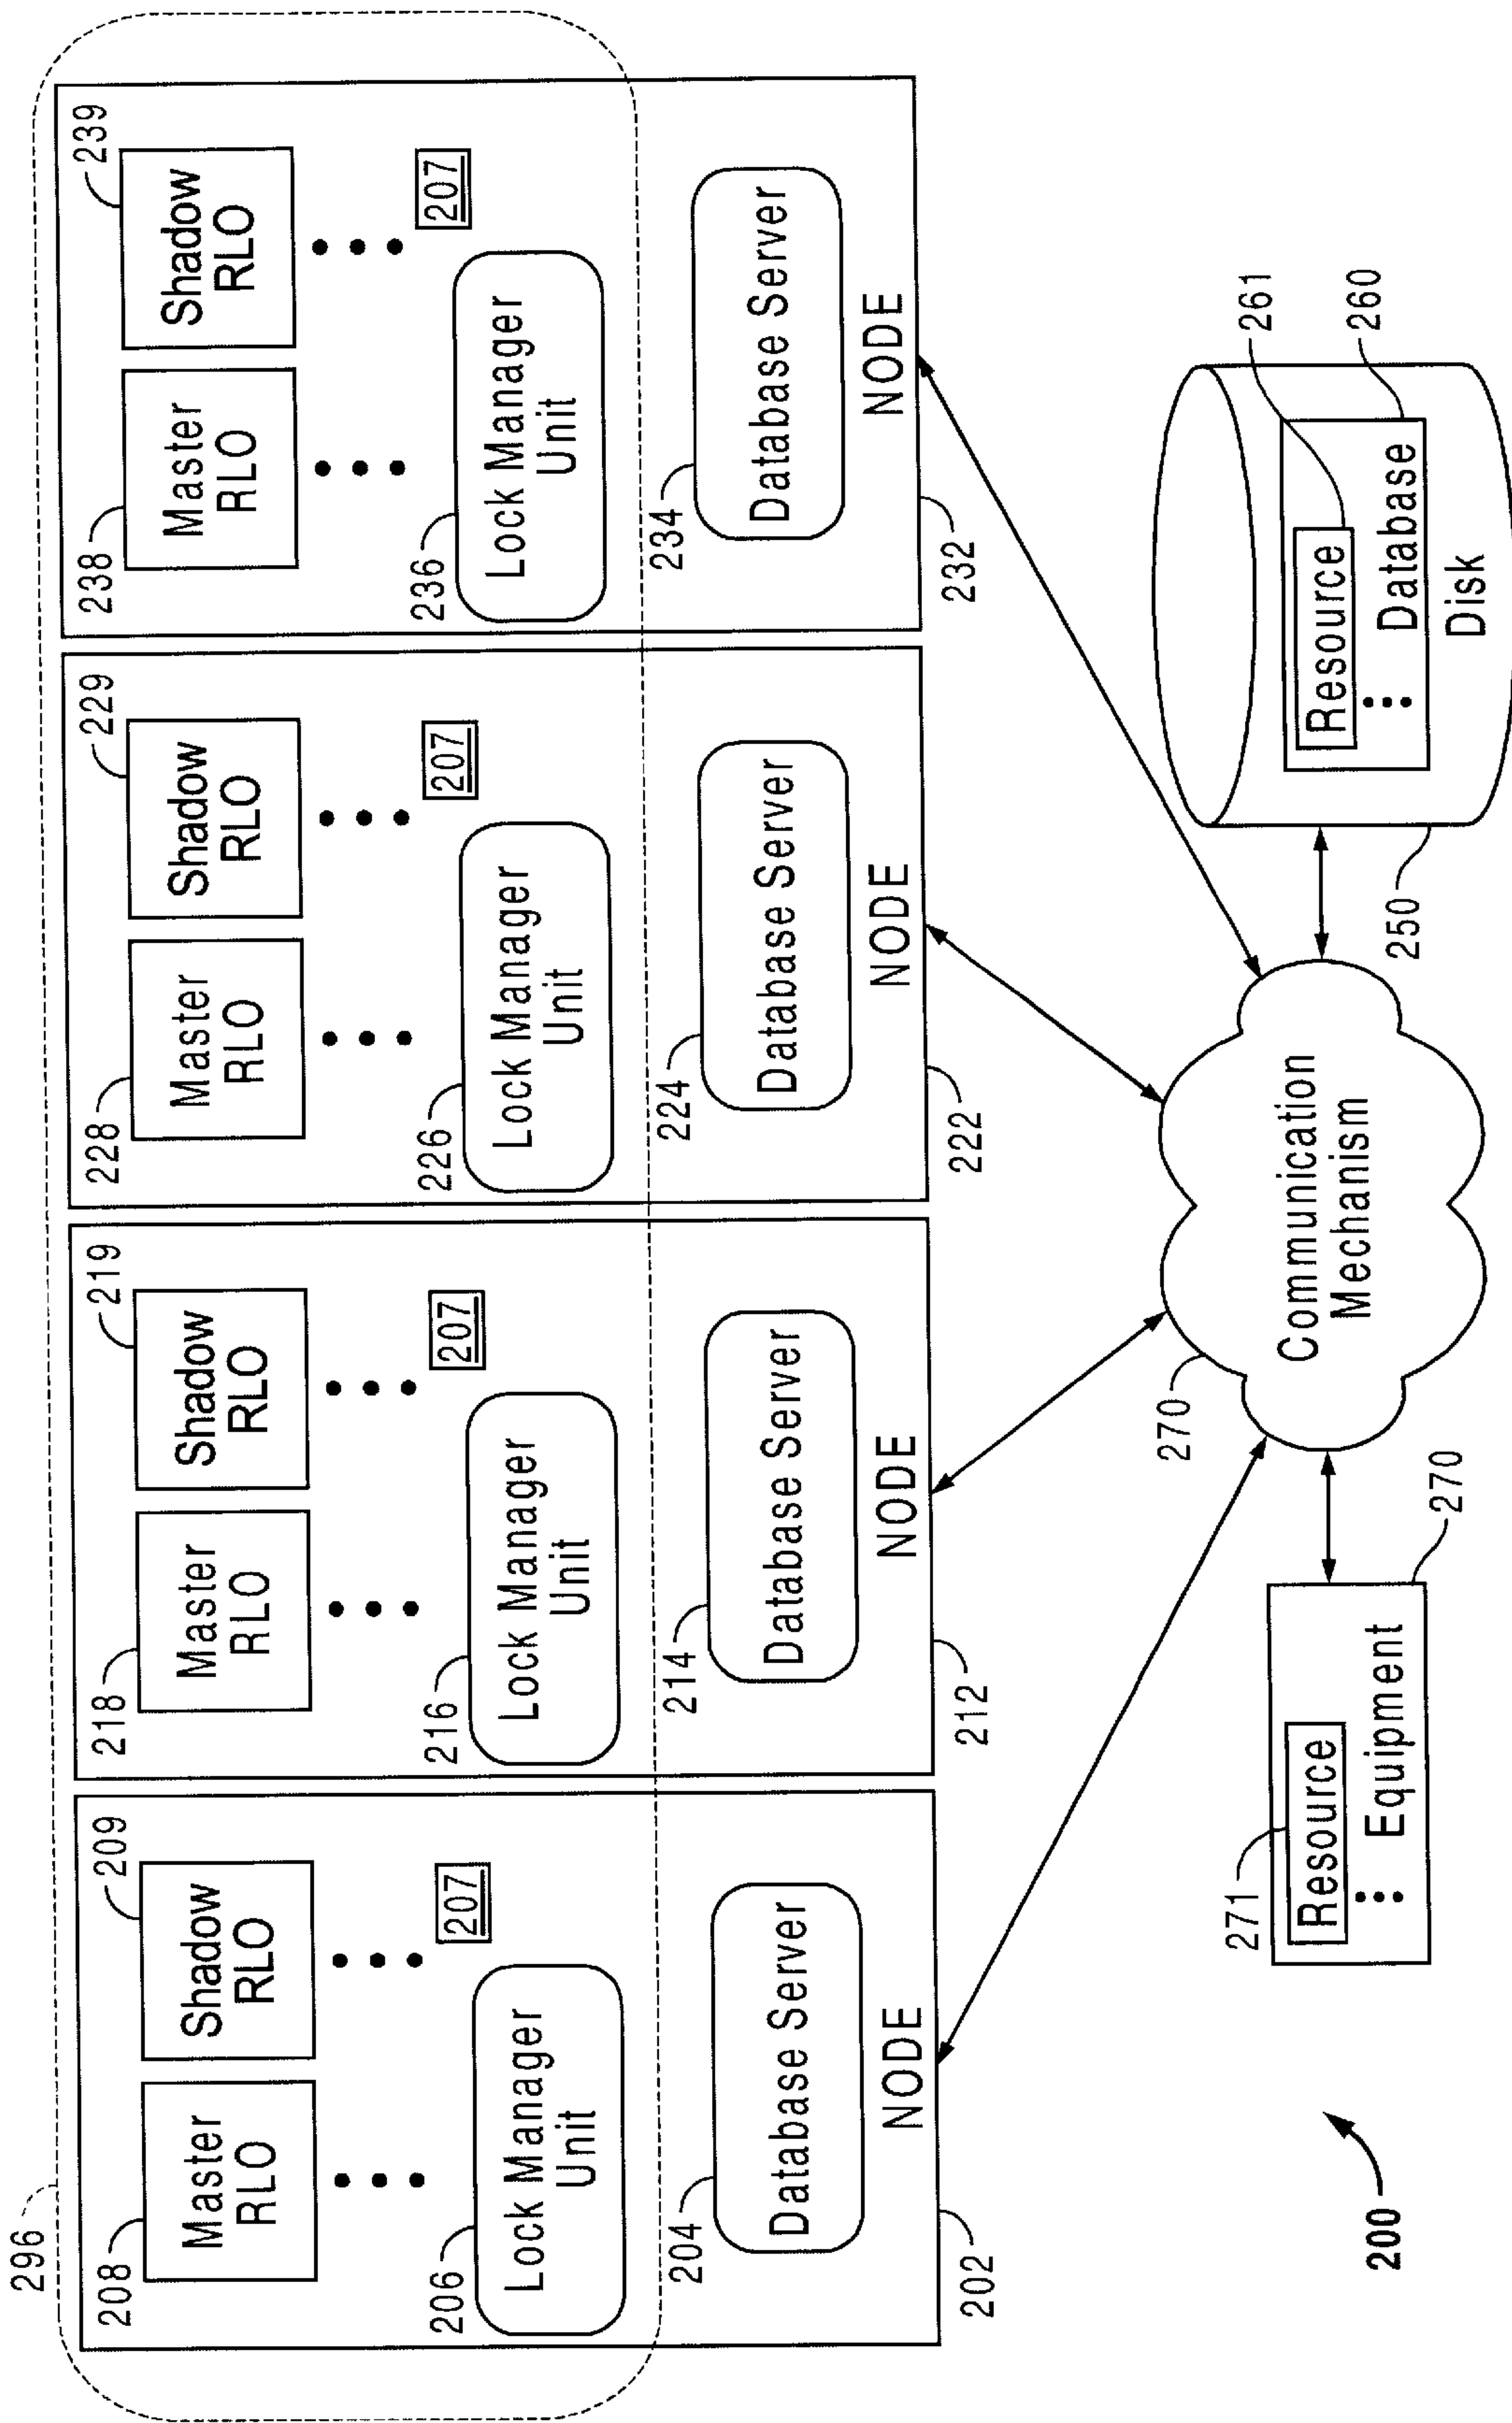 296
208
Master
RLO
209
Shadow
RLO
207
206
Lock Manager
Unit
204
Database Server
NODE
202
218
Master
RLO
219
Shadow
RLO
207
216
Lock Manager
Unit
214
Database Server
NODE
212
228
Master
RLO
229
Shadow
RLO
207
226
Lock Manager
Unit
224
Database Server
NODE
222
238
Master
RLO
239
Shadow
RLO
207
236
Lock Manager
Unit
234
Database Server
NODE
232
271
Resource
Equipment
270
270
Communication
Mechanism
250
Resource
261
Database
260
Disk
200